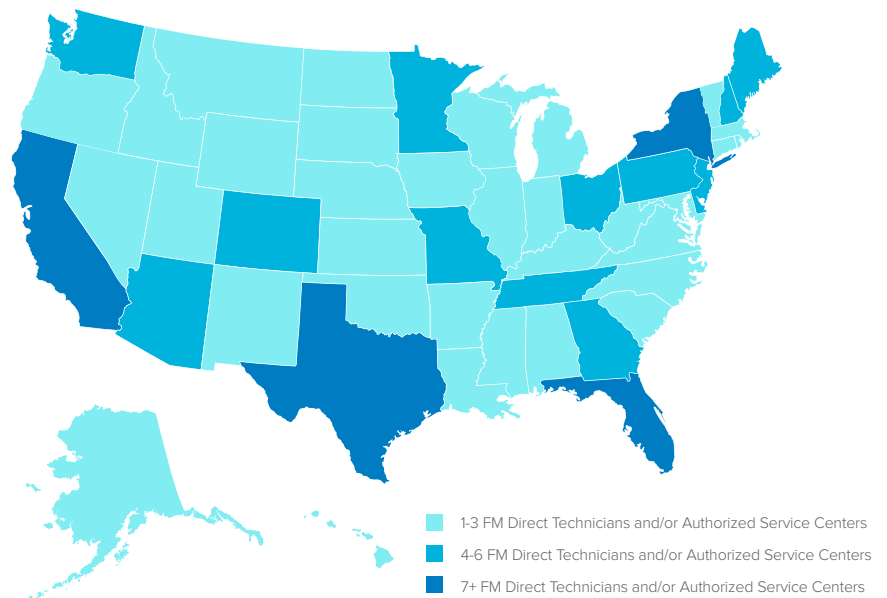 1-3 FM Direct Technicians and/or Authorized Service Centers
4-6 FM Direct Technicians and/or Authorized Service Centers
7+ FM Direct Technicians and/or Authorized Service Centers